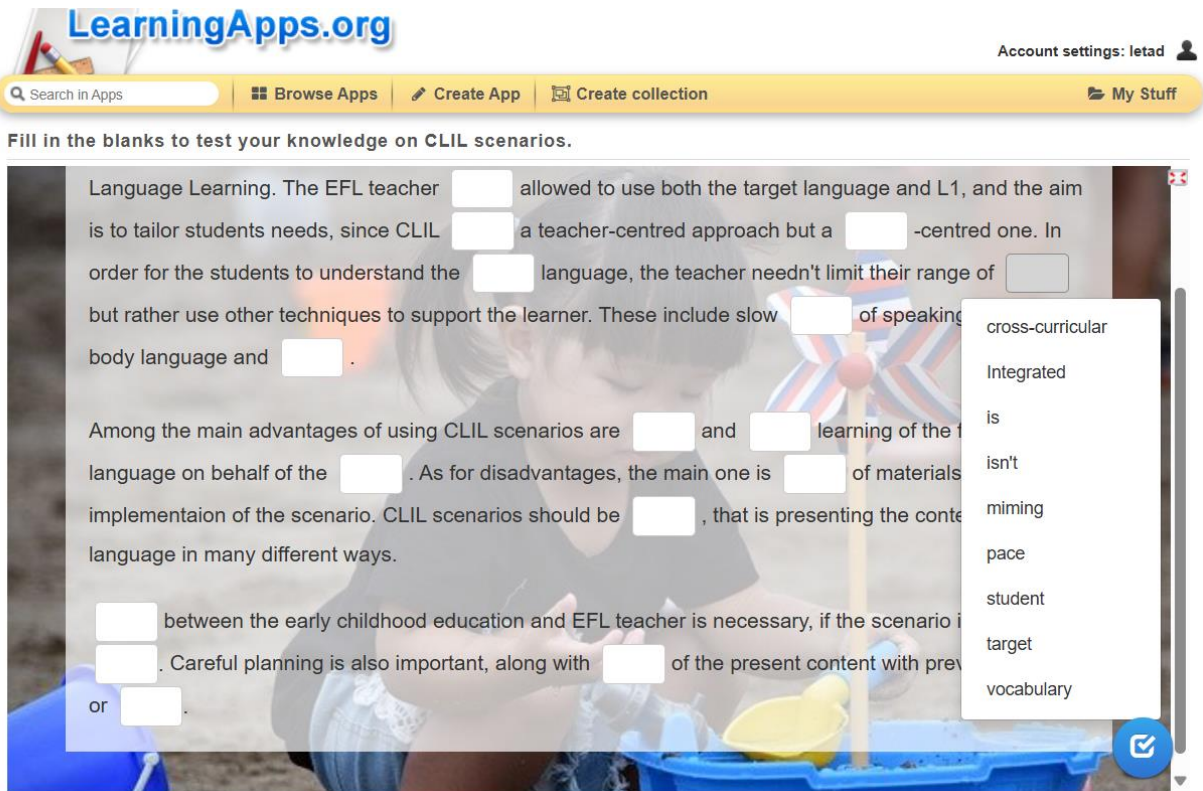 LearningApps.org
Account settings: letad
Search in Apps
Browse Apps
Create App
Create collection
My Stuff
Fill in the blanks to test your knowledge on CLIL scenarios.
Language Learning. The EFL teacher allowed to use both the target language and L1, and the aim
is to tailor students needs, since CLIL a teacher-centred approach but a -centred one. In
order for the students to understand the language, the teacher needn't limit their range of
but rather use other techniques to support the learner. These include slow of speaking
body language and .
Among the main advantages of using CLIL scenarios are and learning of the
language on behalf of the . As for disadvantages, the main one is of materials
implementaion of the scenario. CLIL scenarios should be , that is presenting the
language in many different ways.
between the early childhood education and EFL teacher is necessary, if the scenario
. Careful planning is also important, along with of the present content with
or .
cross-curricular
Integrated
is
isn't
miming
pace
student
target
vocabulary